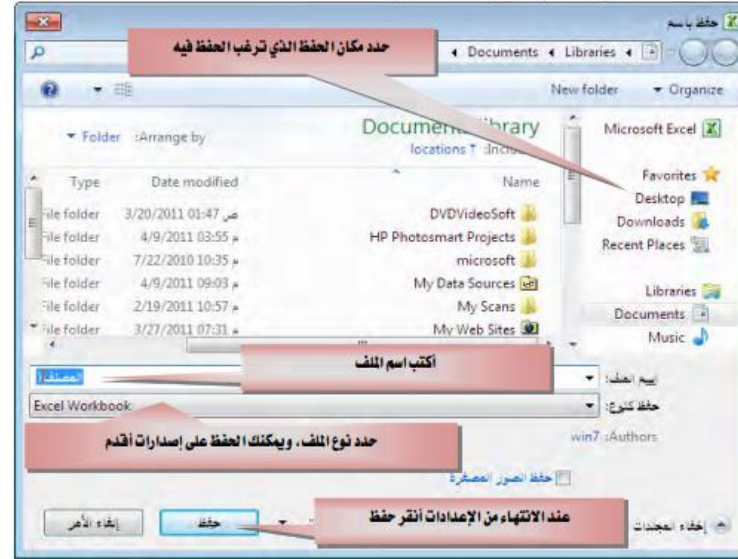 حفظ باسم
Documents ◂ Libraries
حدد مكان الحفظ الذي ترغب الحفظ فيه
Organize
New folder
Microsoft Excel
Favorites
Desktop
Downloads
Recent Places
Libraries
Documents
Music
Folder :Arrange by
Name Date modified Type
DVDVideoSoft 3/20/2011 01:47 ص File folder
HP Photosmart Projects 4/9/2011 03:55 م File folder
microsoft 7/22/2010 10:35 م File folder
My Data Sources 4/9/2011 09:03 م File folder
My Scans 2/19/2011 10:57 م File folder
My Web Sites 3/27/2011 07:31 م File folder
أكتب اسم الملف
حفظ كنوع:
Excel Workbook
حدد نوع الملف، ويمكنك الحفظ على إصدارات أقدم
win7 :Authors
حفظ الصور المصغرة
عند الانتهاء من الإعدادات أنقر حفظ
إخفاء المجلدات
حفظ
إلغاء الأمر